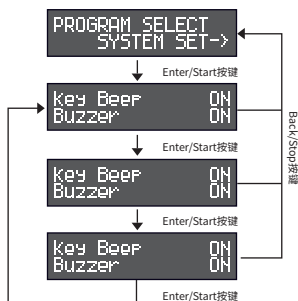 PROGRAM SELECT
SYSTEM SET->
Enter/Start按键
Key Beep ON
Buzzer ON
Enter/Start按键
Key Beep ON
Buzzer ON
Enter/Start按键
Key Beep ON
Buzzer ON
Enter/Start按键
Back/Stop按键